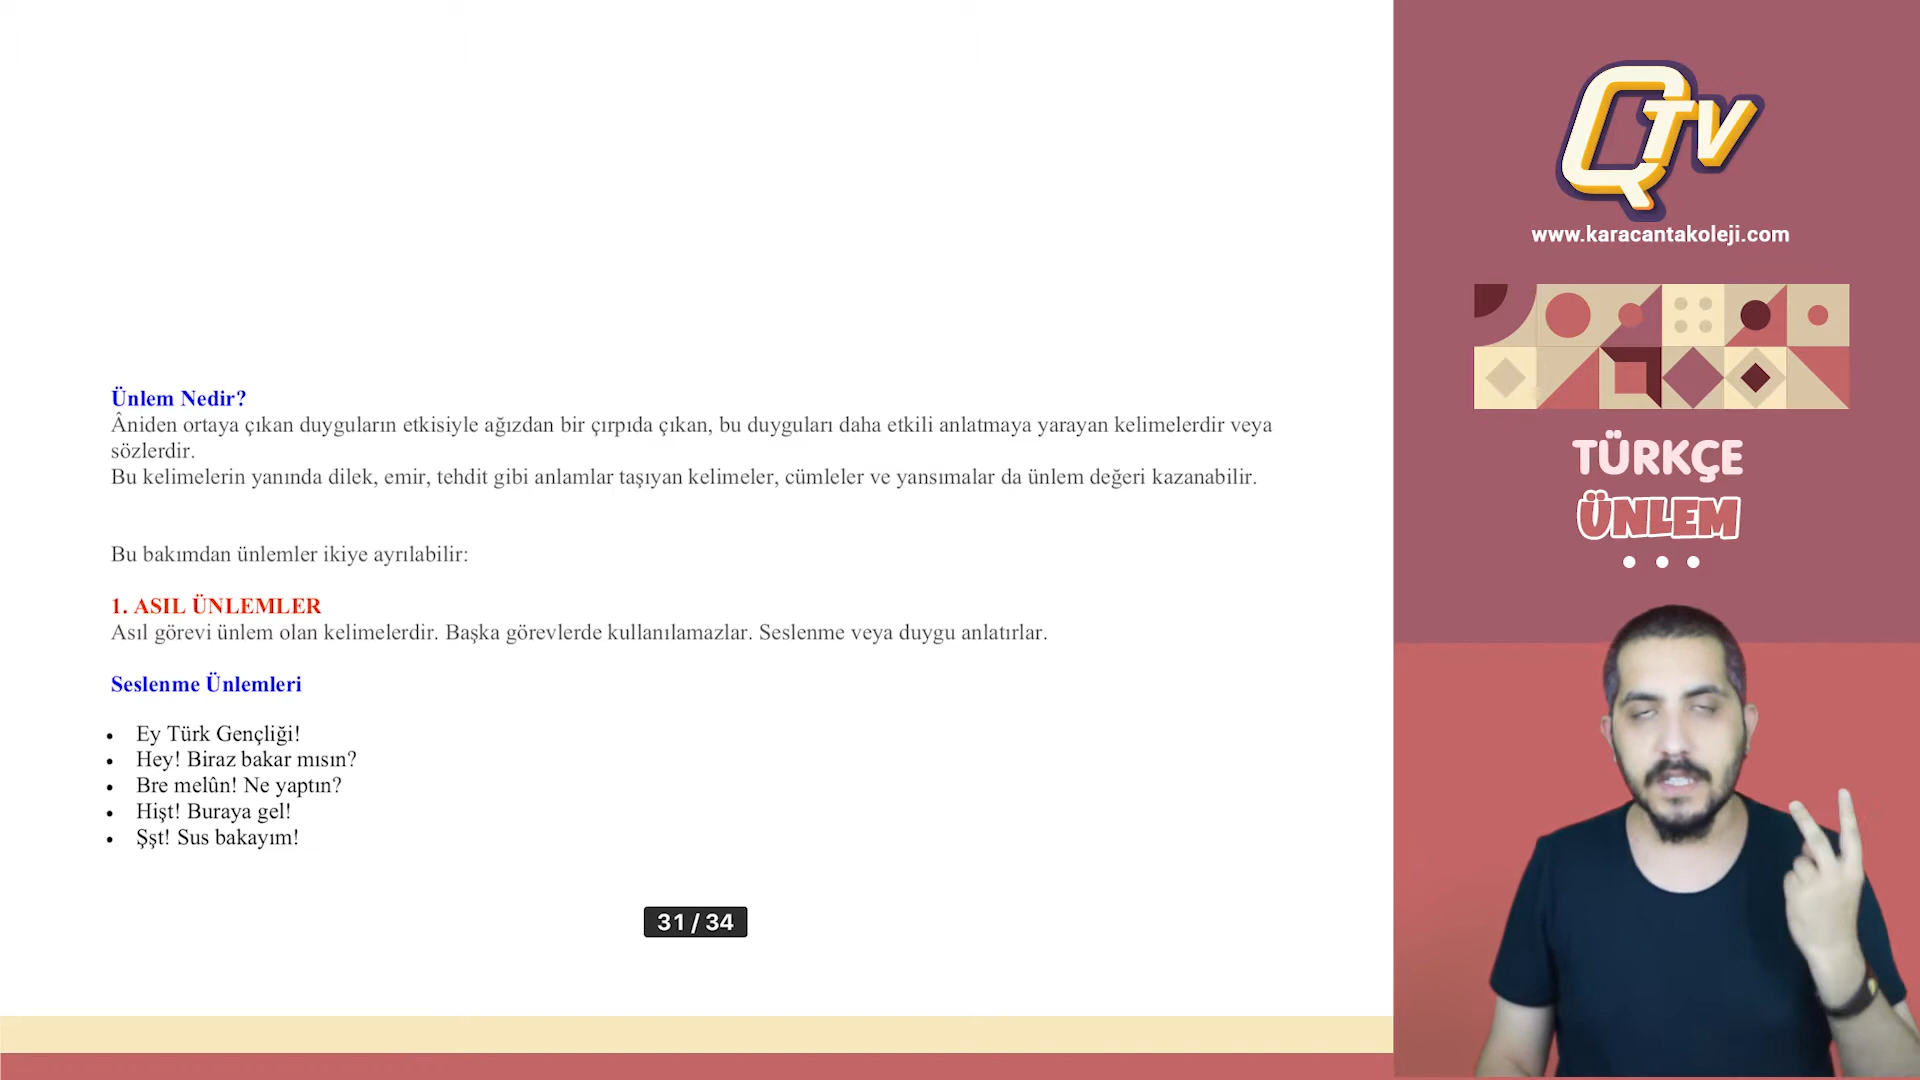 Ünlem Nedir?
Âniden ortaya çıkan duyguların etkisiyle ağızdan bir çırpıda çıkan, bu duyguları daha etkili anlatmaya yarayan kelimelerdir veya
sözlerdir.
Bu kelimelerin yanında dilek, emir, tehdit gibi anlamlar taşıyan kelimeler, cümleler ve yansımalar da ünlem değeri kazanabilir.
Bu bakımdan ünlemler ikiye ayrılabilir:
1. ASIL ÜNLEMLER
Asıl görevi ünlem olan kelimelerdir. Başka görevlerde kullanılamazlar. Seslenme veya duygu anlatırlar.
Seslenme Ünlemleri
• Ey Türk Gençliği!
• Hey! Biraz bakar mısın?
• Bre melûn! Ne yaptın?
• Hişt! Buraya gel!
• Şşt! Sus bakayım!
31 / 34
QTV
www.karacantakoleji.com
TÜRKÇE
ÜNLEM